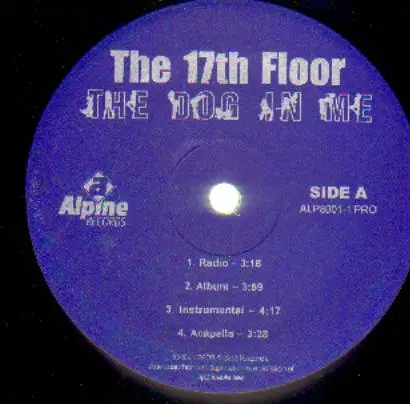 The 17th Floor
THE DOG IN ME
a
Alpine
RECORDS
SIDE A
ALP8001-1 PRO
1. Radio - 3:18
2. Album - 3:59
3. Instrumental - 4:17
4. Acapella - 3:28